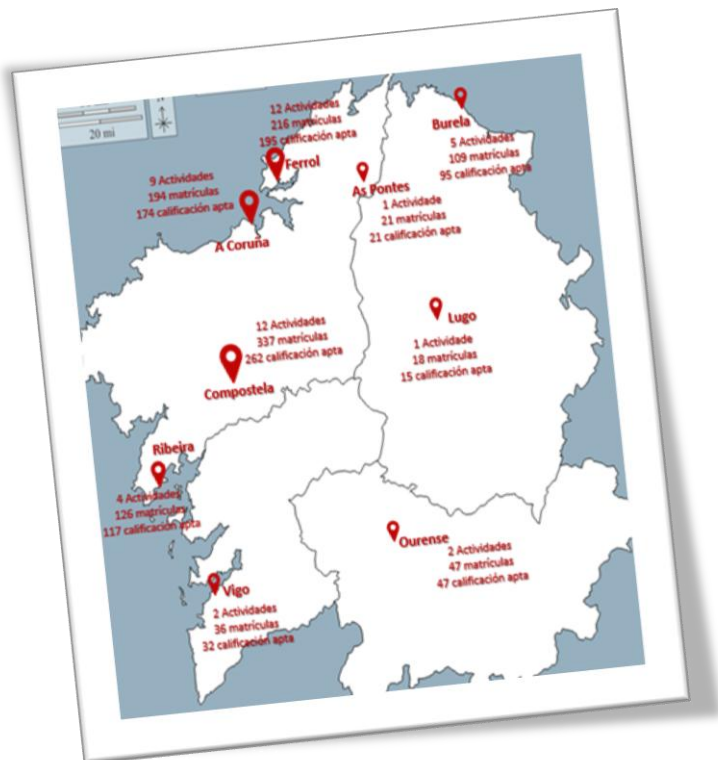 20 mi
12 Actividades
216 matrículas
195 calificación apta
Ferrol
Burela
5 Actividades
109 matrículas
95 calificación apta
9 Actividades
194 matrículas
174 calificación apta
A Coruña
As Pontes
1 Actividade
21 matrículas
21 calificación apta
12 Actividades
337 matrículas
262 calificación apta
Compostela
Lugo
1 Actividade
18 matrículas
15 calificación apta
Ribeira
4 Actividades
126 matrículas
117 calificación apta
Ourense
2 Actividades
47 matrículas
47 calificación apta
Vigo
2 Actividades
36 matrículas
32 calificación apta